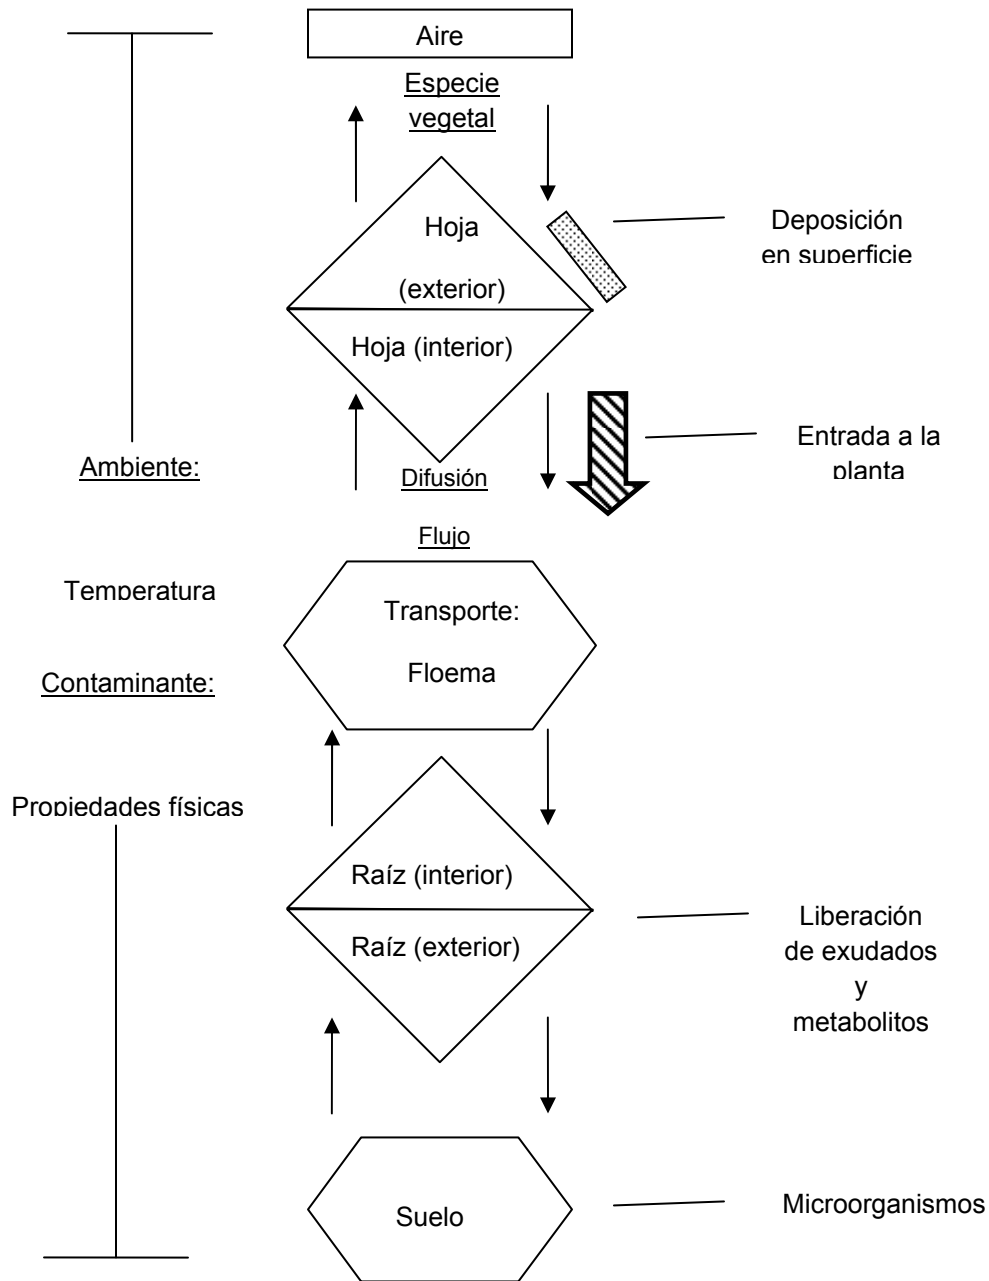 Aire
Especie
vegetal
Hoja
(exterior)
Deposición
en superficie
Hoja (interior)
Entrada a la
planta
Ambiente:
Difusión
Flujo
Temperatura
Transporte:
Floema
Contaminante:
Propiedades físicas
Raíz (interior)
Raíz (exterior)
Liberación
de exudados
y
metabolitos
Suelo
Microorganismos